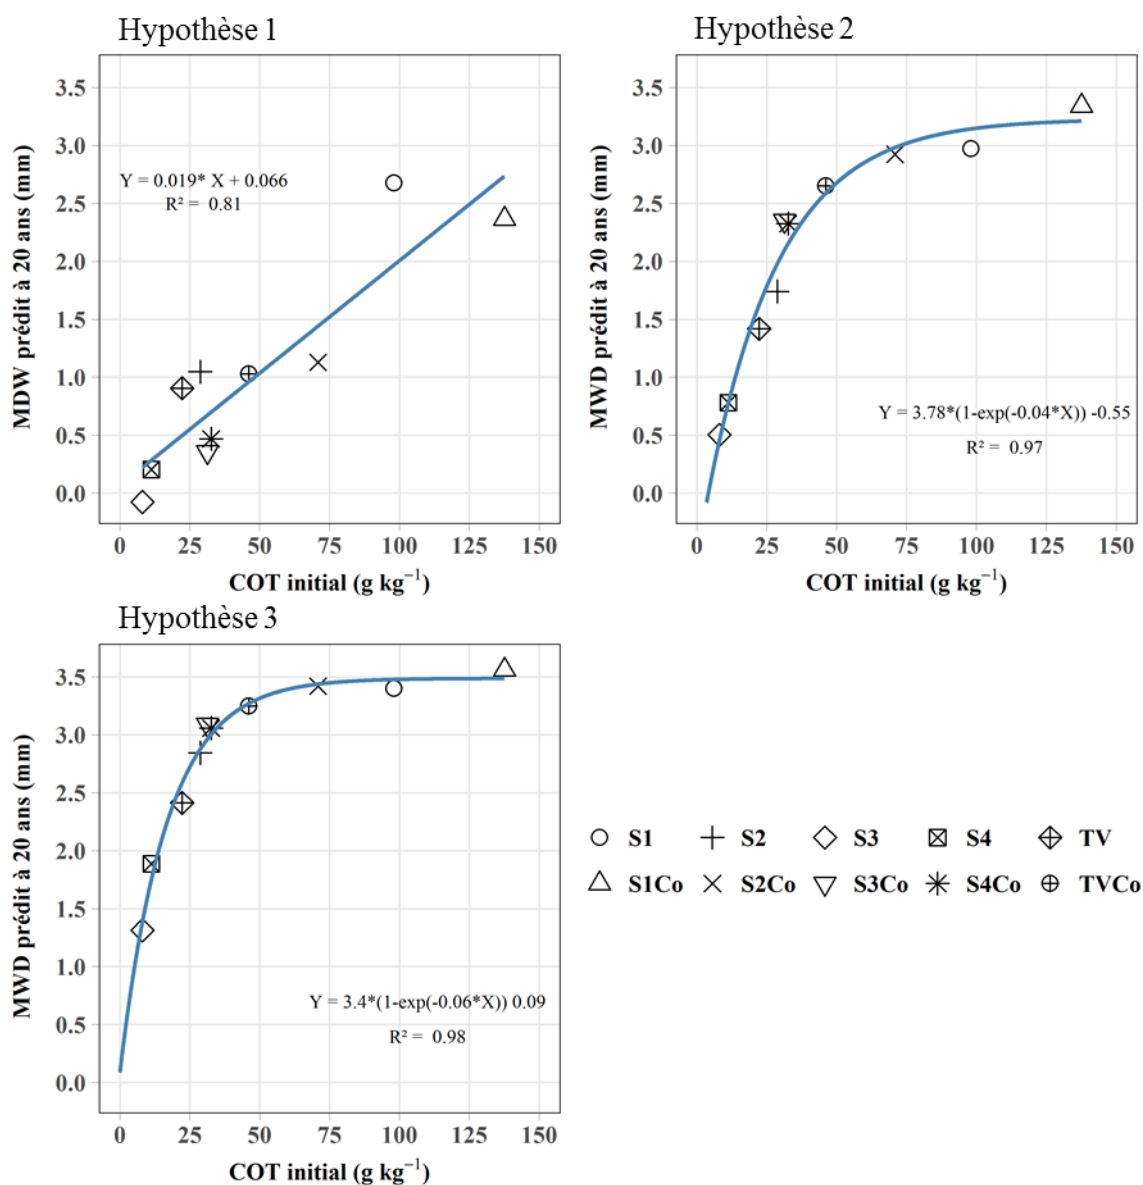 Hypothèse 1
3.5
3.0
2.5
2.0
1.5
1.0
0.5
0.0
MDW prédit à 20 ans (mm)
Y = 0.019* X + 0.066
R² = 0.81
0 25 50 75 100 125 150
COT initial (g kg⁻¹)
Hypothèse 2
3.5
3.0
2.5
2.0
1.5
1.0
0.5
0.0
MWD prédit à 20 ans (mm)
Y = 3.78*(1-exp(-0.04*X)) -0.55
R² = 0.97
0 25 50 75 100 125 150
COT initial (g kg⁻¹)
Hypothèse 3
3.5
3.0
2.5
2.0
1.5
1.0
0.5
0.0
MWD prédit à 20 ans (mm)
Y = 3.4*(1-exp(-0.06*X)) 0.09
R² = 0.98
0 25 50 75 100 125 150
COT initial (g kg⁻¹)
S1 S2 S3 S4 TV
S1Co S2Co S3Co S4Co TVCo